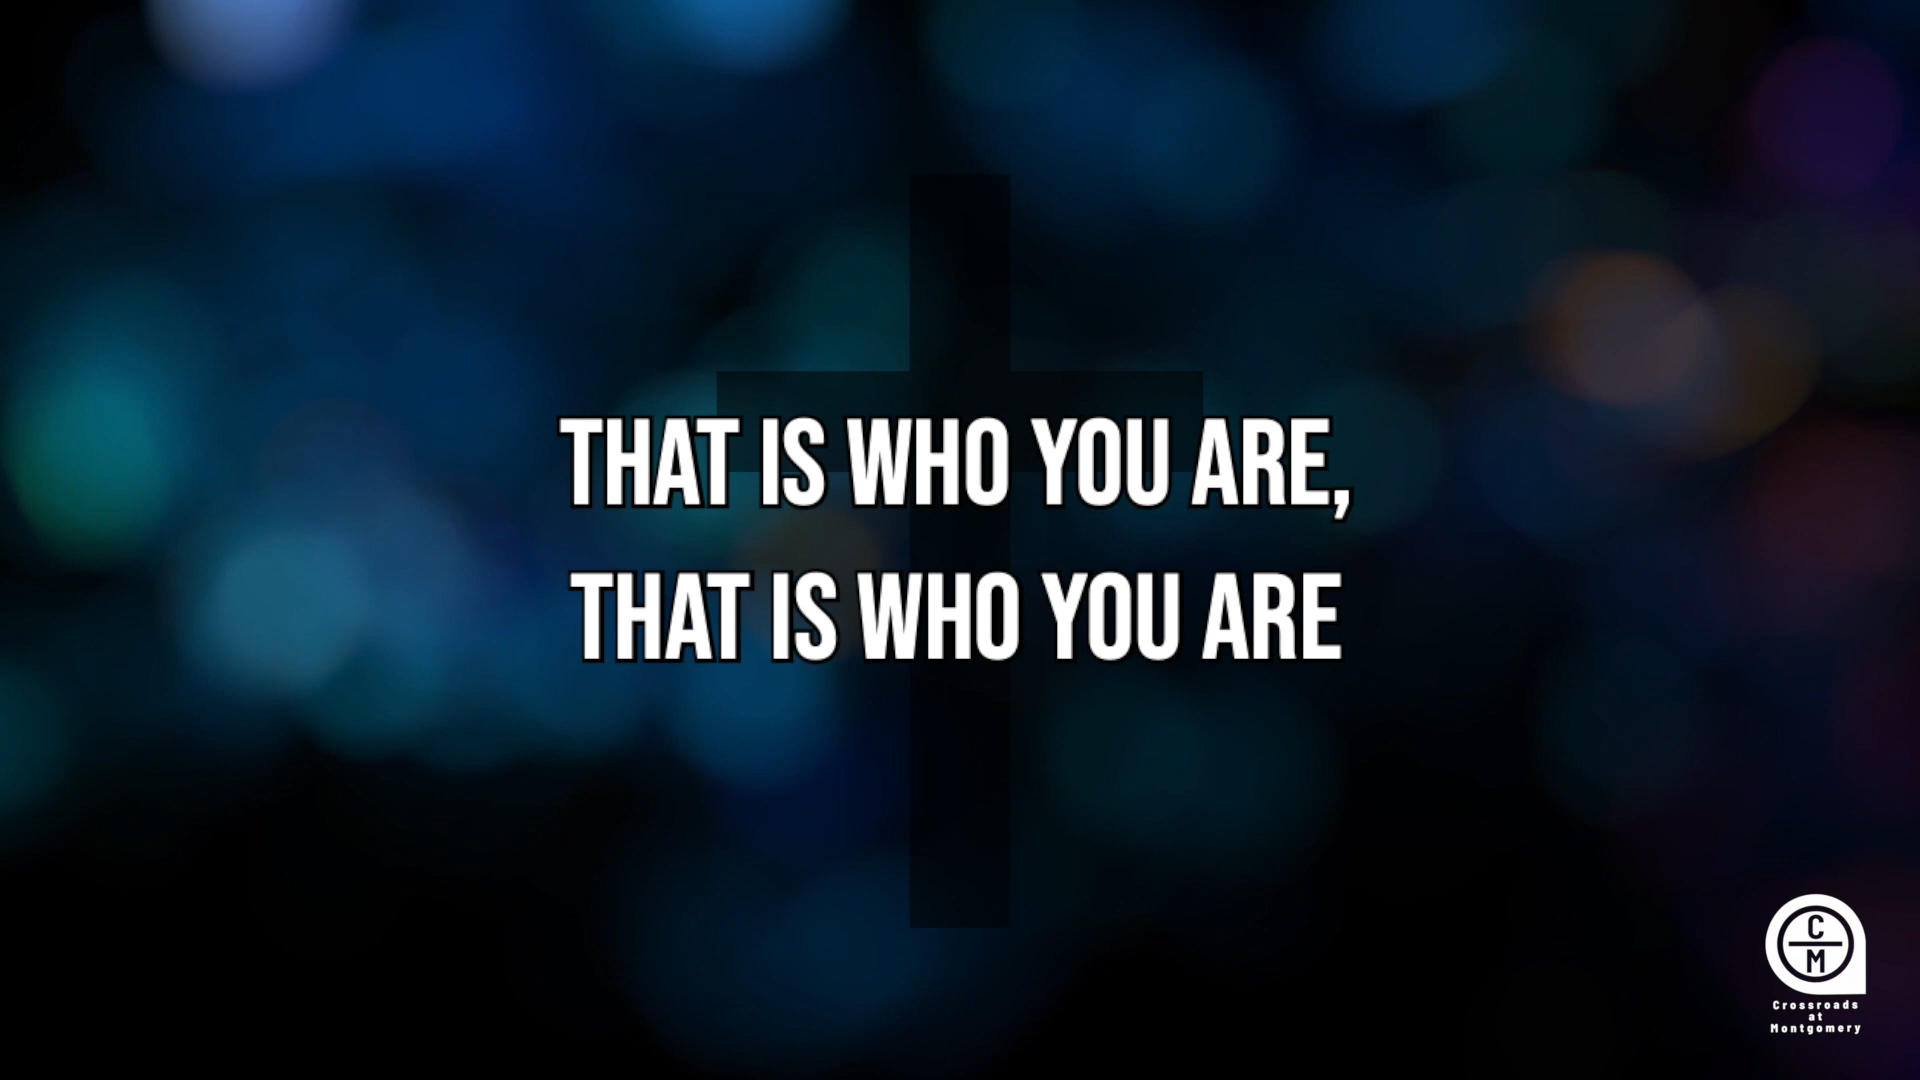 THAT IS WHO YOU ARE,
THAT IS WHO YOU ARE
C
M
Crossroads
at
Montgomery